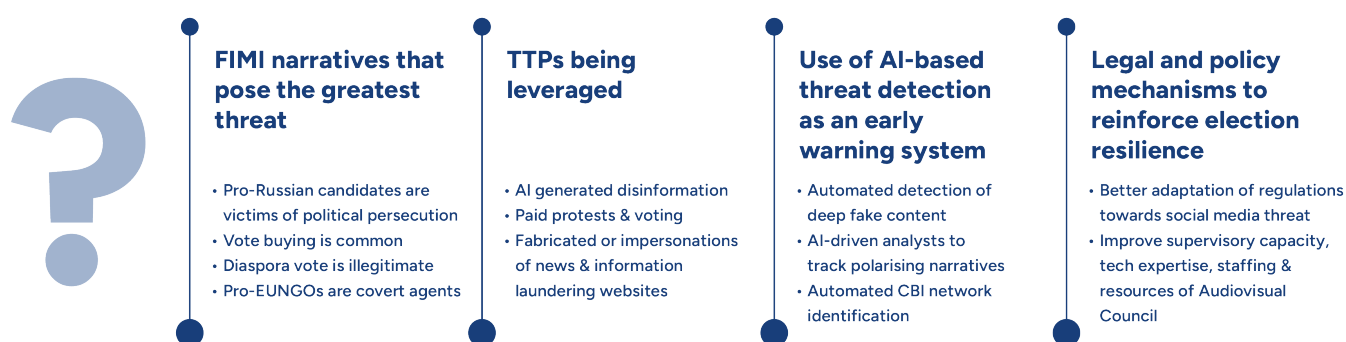 ?
FIMI narratives that
pose the greatest
threat
• Pro-Russian candidates are
victims of political persecution
• Vote buying is common
• Diaspora vote is illegitimate
• Pro-EUNGOs are covert agents
TTPs being
leveraged
• AI generated disinformation
• Paid protests & voting
• Fabricated or impersonations
of news & information
laundering websites
Use of AI-based
threat detection
as an early
warning system
• Automated detection of
deep fake content
• AI-driven analysts to
track polarising narratives
• Automated CBI network
identification
Legal and policy
mechanisms to
reinforce election
resilience
• Better adaptation of regulations
towards social media threat
• Improve supervisory capacity,
tech expertise, staffing &
resources of Audiovisual
Council